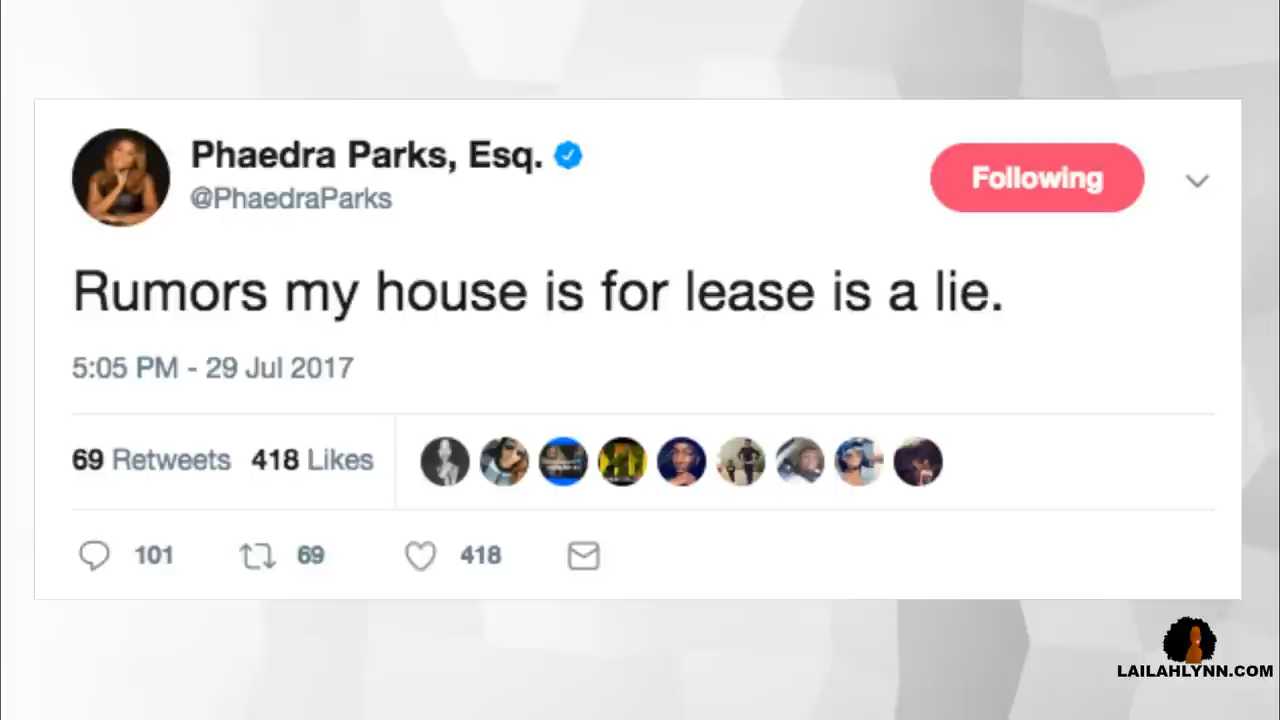 Phaedra Parks, Esq.
@PhaedraParks
Following
Rumors my house is for lease is a lie.
5:05 PM - 29 Jul 2017
69 Retweets 418 Likes
101 69 418
LAILAHLYNN.COM